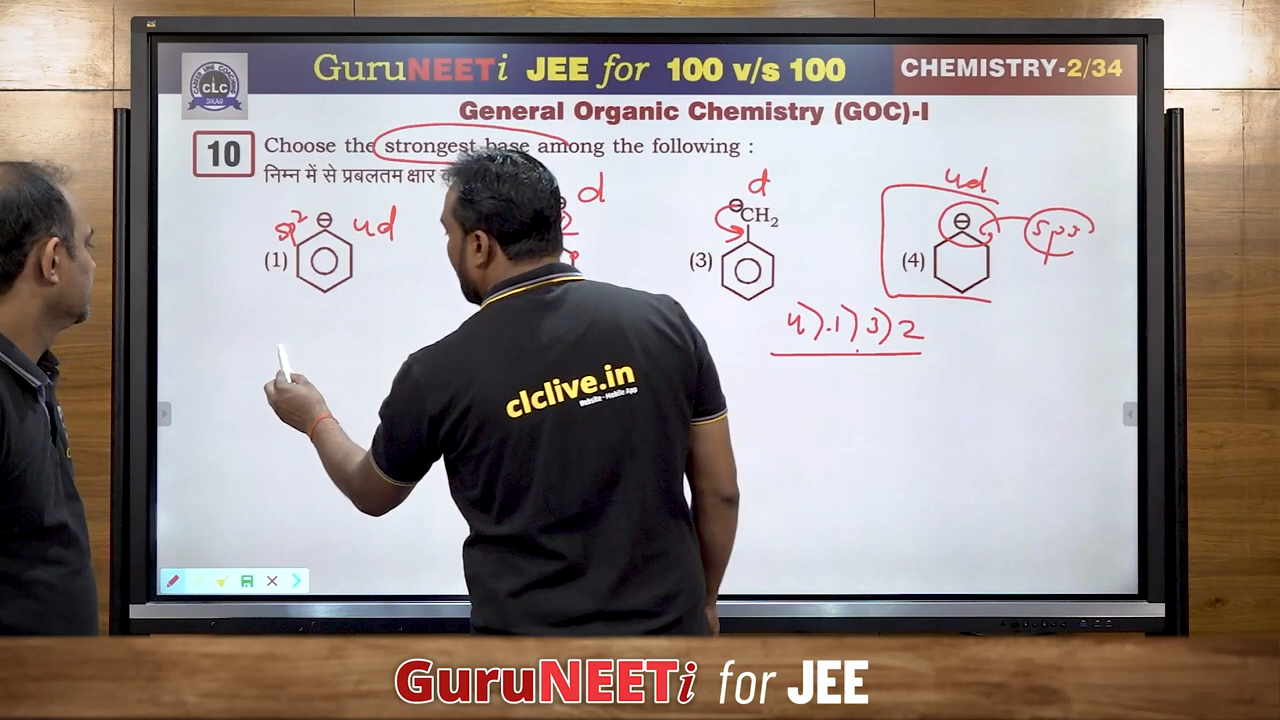 GuruNEETi JEE for 100 v/s 100
CHEMISTRY-2/34
CLC
SIKAR
General Organic Chemistry (GOC)-I
10 Choose the strongest base among the following :
निम्न में से प्रबलतम क्षार
sp² ⊖ ud
(1)
d
(3) ⊖CH₂
d
(4) ⊖
ud
sp³
4) 1) 3) 2
clclive.in
Website - Mobile App
GuruNEETi for JEE